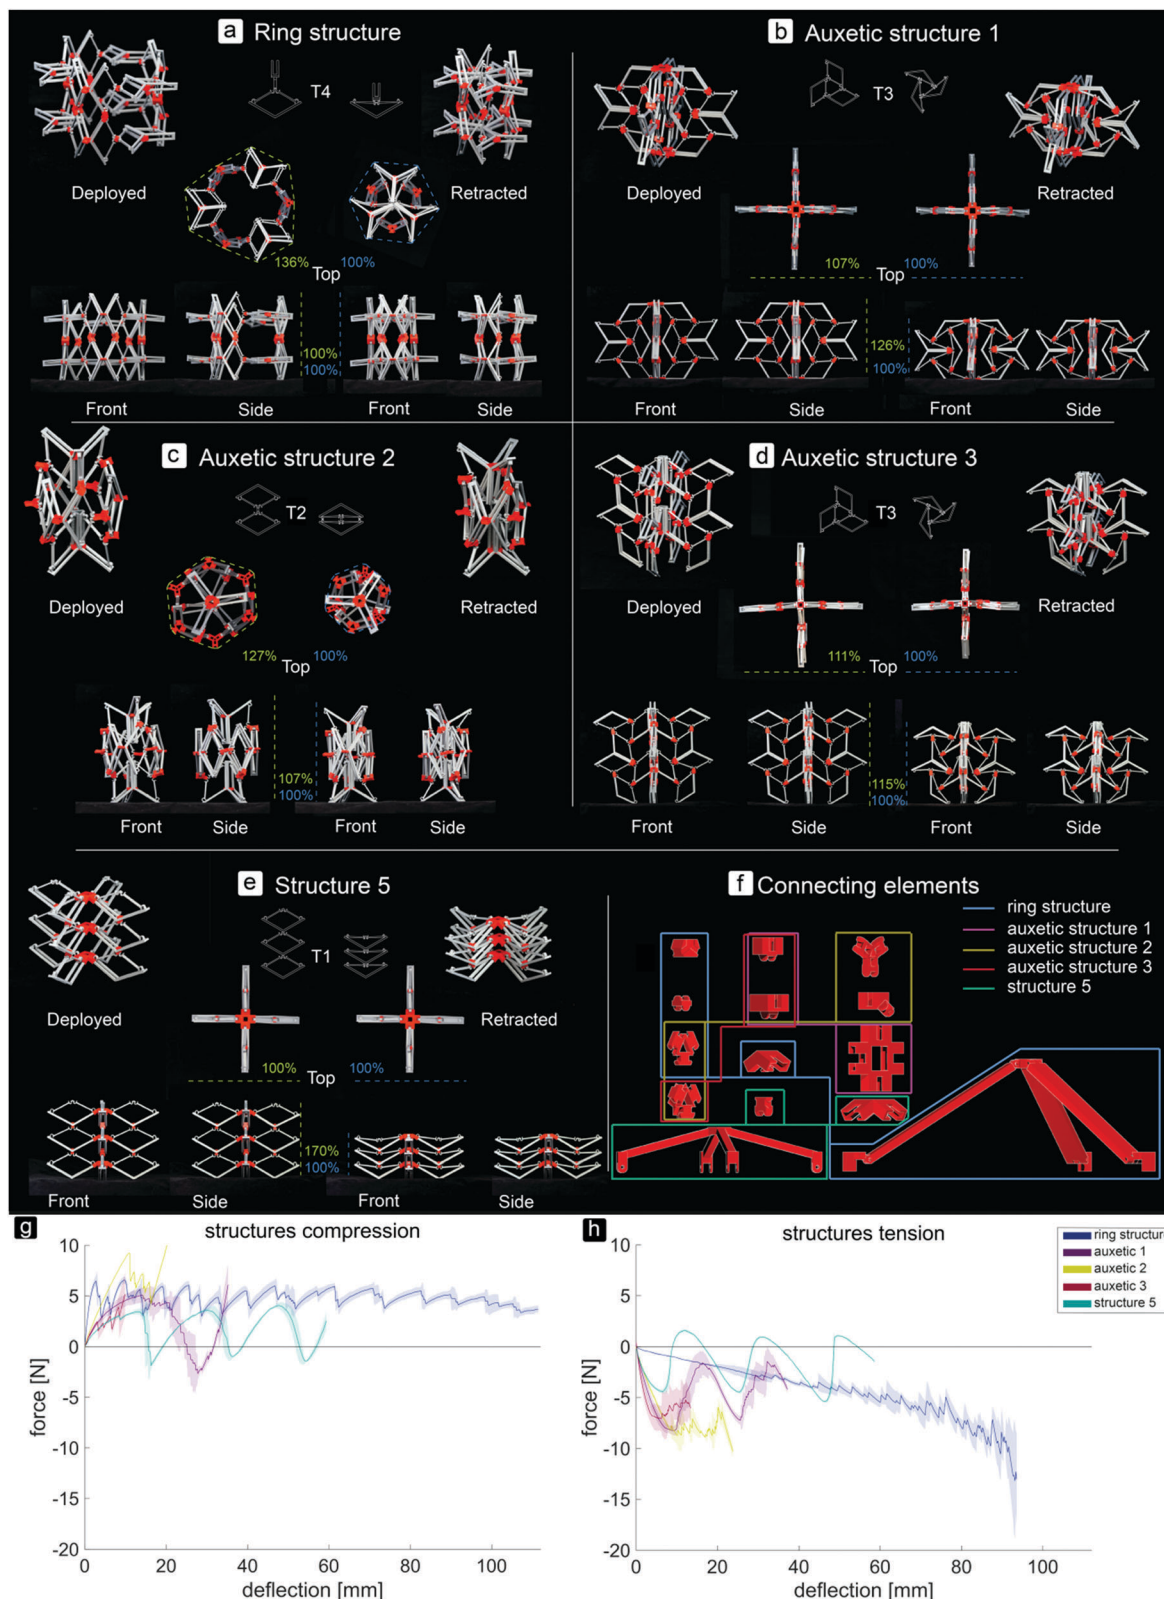 a Ring structure
T4
Deployed
Retracted
136%
Top
100%
100%
100%
Front
Side
Front
Side
b Auxetic structure 1
T3
Deployed
Retracted
107%
Top
100%
126%
100%
Front
Side
Front
Side
c Auxetic structure 2
T2
Deployed
Retracted
127%
Top
100%
107%
100%
Front
Side
Front
Side
d Auxetic structure 3
T3
Deployed
Retracted
111%
Top
100%
115%
100%
Front
Side
Front
Side
e Structure 5
T1
Deployed
Retracted
100%
Top
100%
170%
100%
Front
Side
Front
Side
f Connecting elements
ring structure
auxetic structure 1
auxetic structure 2
auxetic structure 3
structure 5
g structures compression
10
5
0
-5
-10
-15
-20
force [N]
0 20 40 60 80 100
deflection [mm]
h structures tension
ring structure
auxetic 1
auxetic 2
auxetic 3
structure 5
10
5
0
-5
-10
-15
-20
force [N]
0 20 40 60 80 100
deflection [mm]